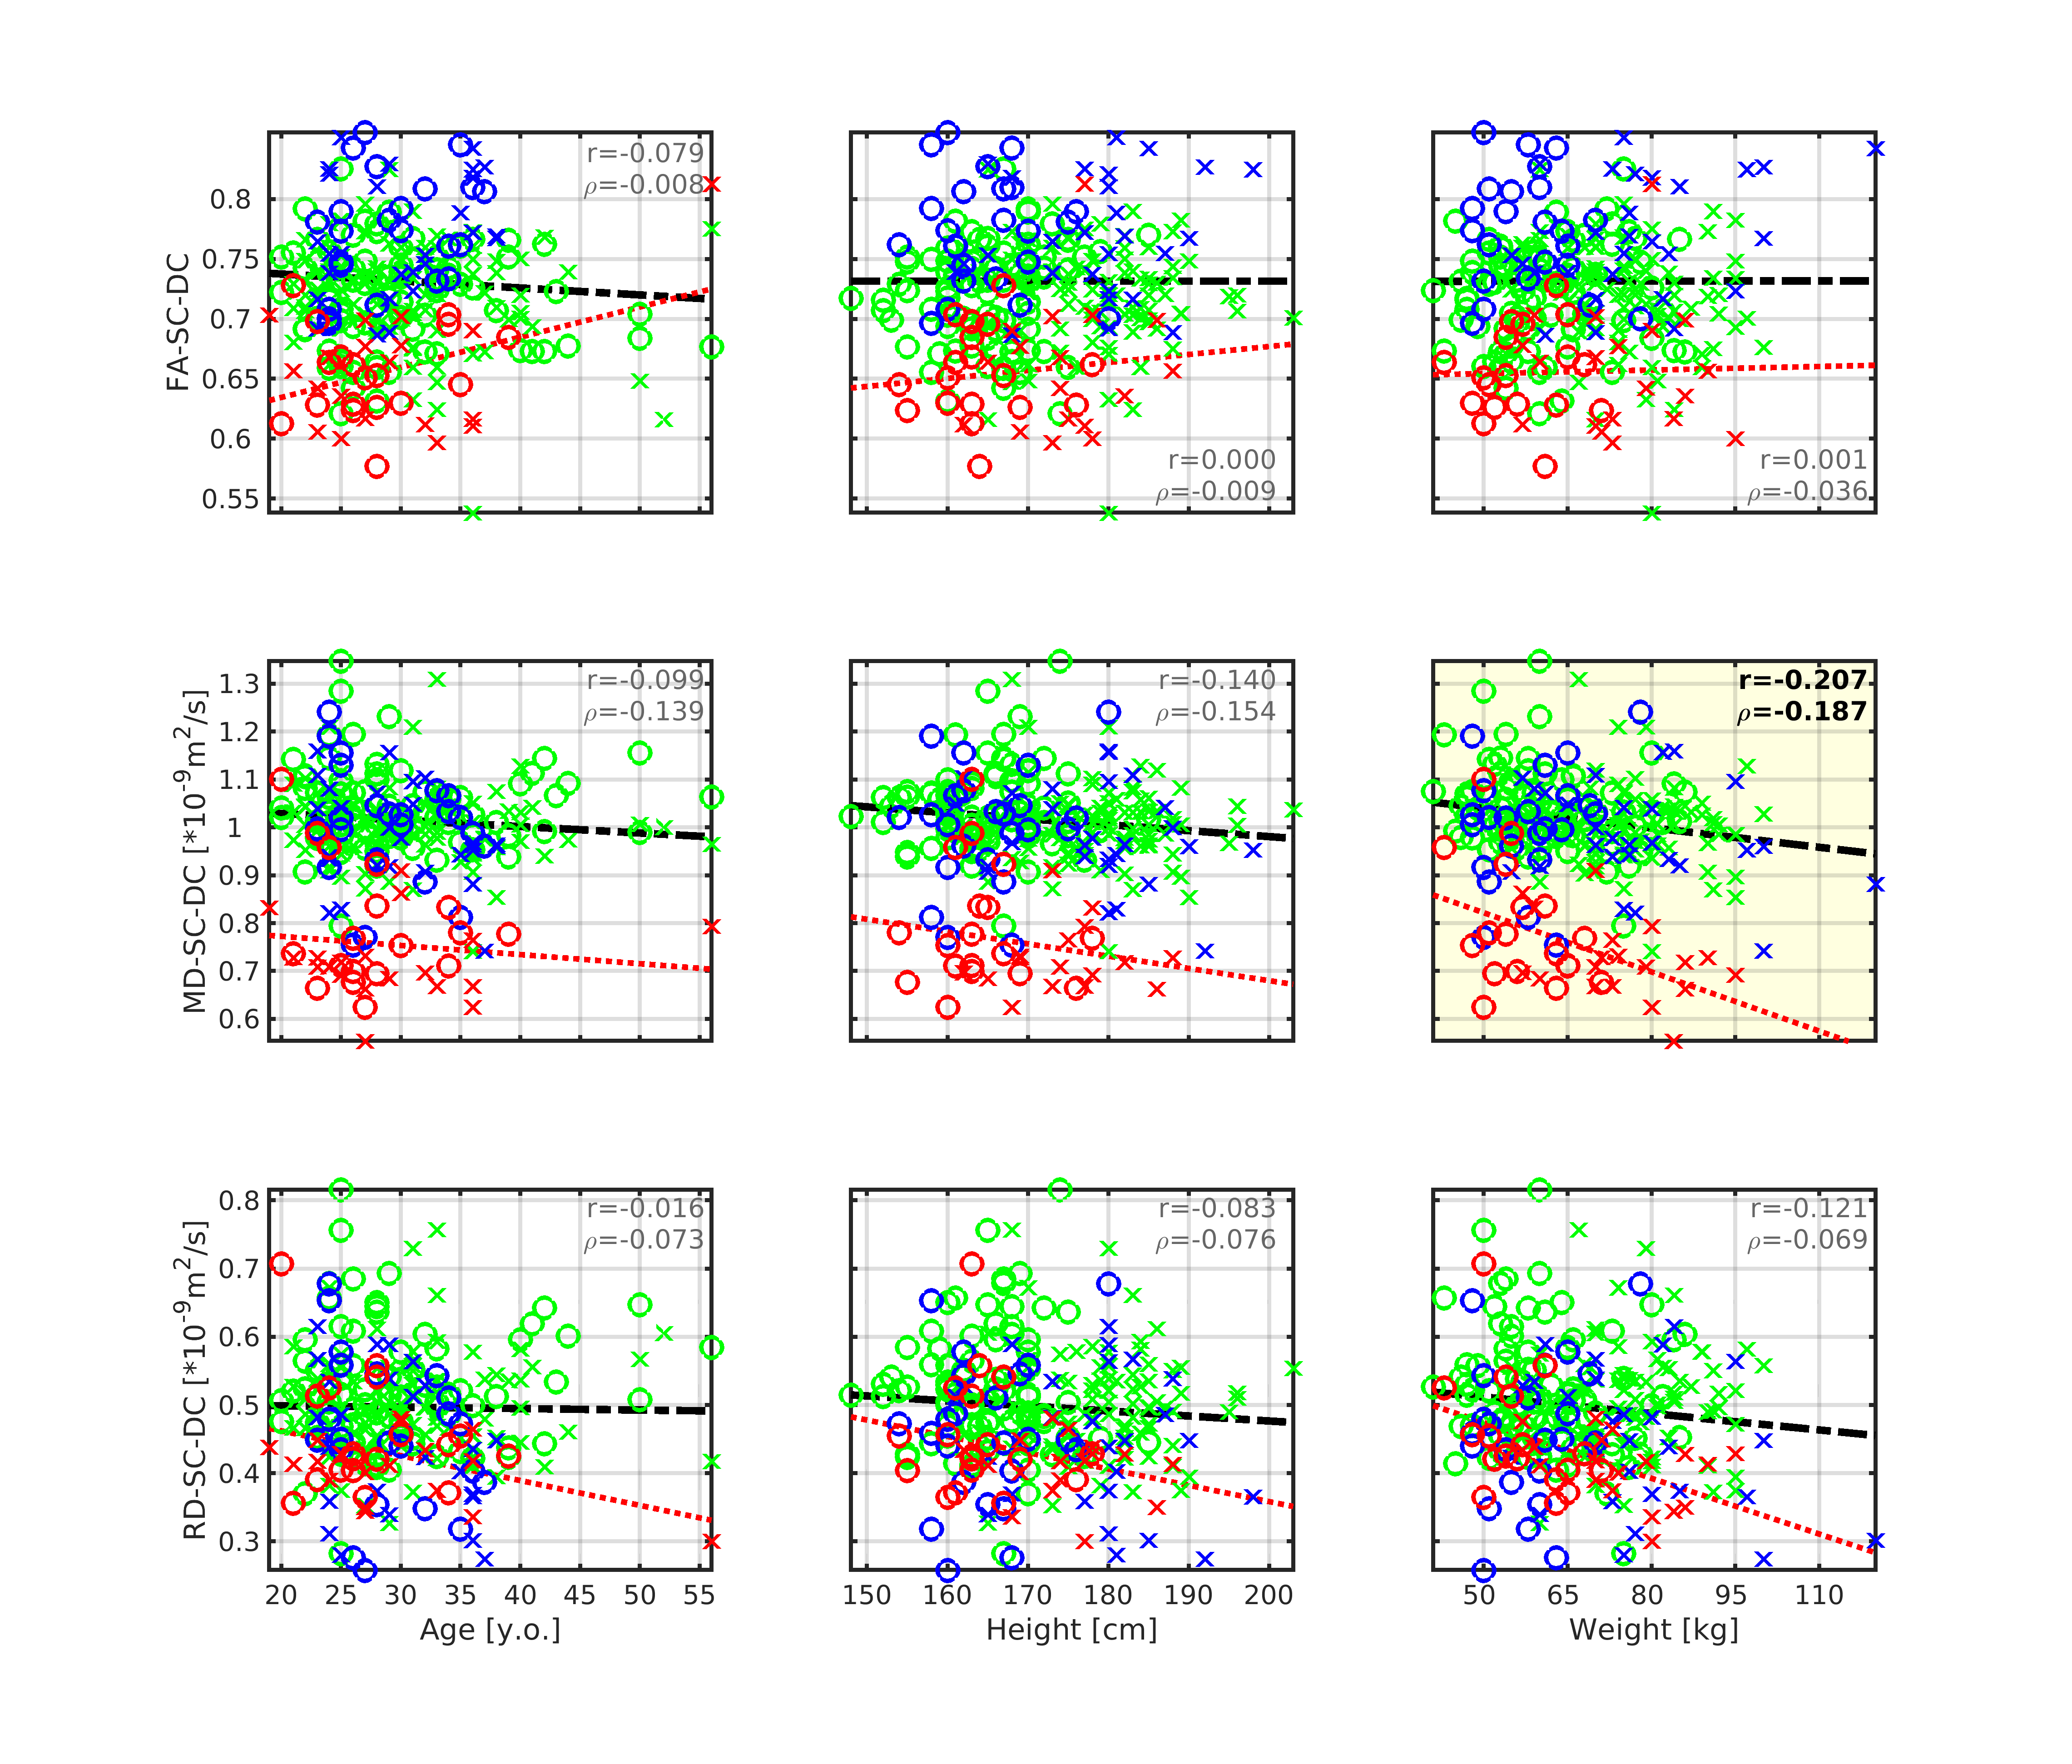 r=-0.079
ρ=-0.008
FA-SC-DC
0.8
0.75
0.7
0.65
0.6
0.55
r=0.000
ρ=-0.009
r=0.001
ρ=-0.036
r=-0.099
ρ=-0.139
MD-SC-DC [*10⁻⁹m²/s]
1.3
1.2
1.1
1
0.9
0.8
0.7
0.6
r=-0.140
ρ=-0.154
r=-0.207
ρ=-0.187
r=-0.016
ρ=-0.073
RD-SC-DC [*10⁻⁹m²/s]
0.8
0.7
0.6
0.5
0.4
0.3
r=-0.083
ρ=-0.076
r=-0.121
ρ=-0.069
20 25 30 35 40 45 50 55
Age [y.o.]
150 160 170 180 190 200
Height [cm]
50 65 80 95 110
Weight [kg]